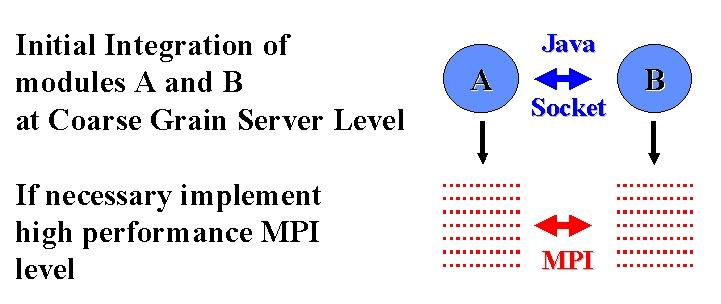 Initial Integration of
modules A and B
at Coarse Grain Server Level
If necessary implement
high performance MPI
level
Java
A
B
Socket
MPI